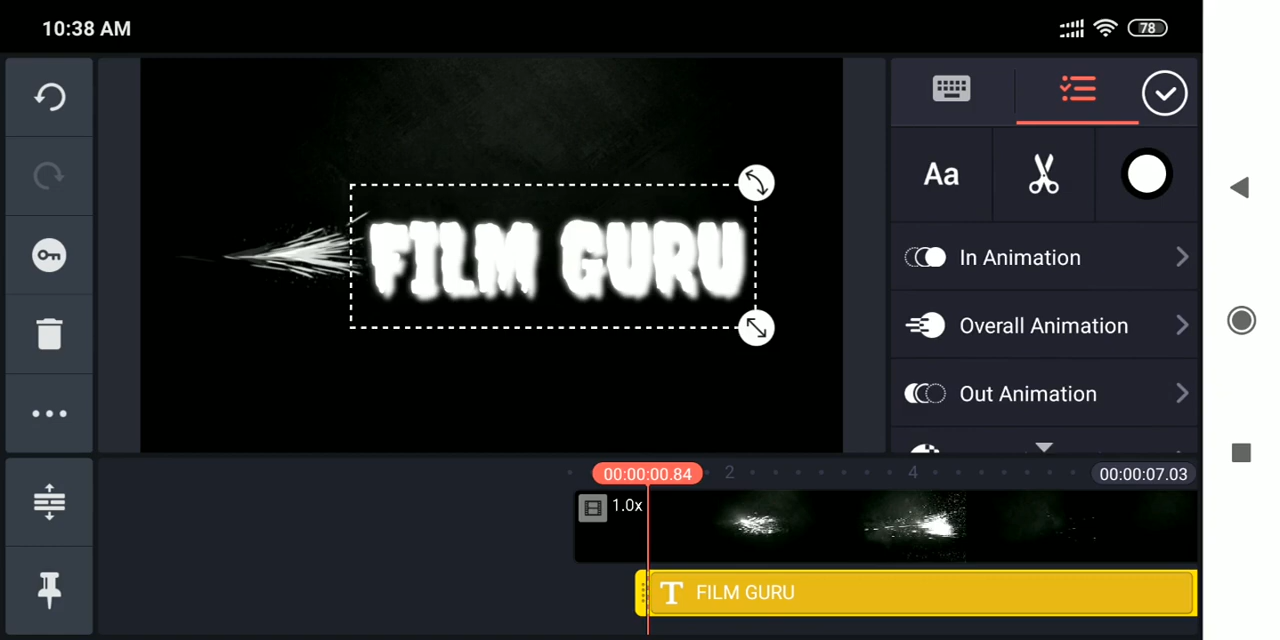 10:38 AM
78
FILM GURU
Aa
In Animation
Overall Animation
Out Animation
00:00:00.84
2
4
00:00:07.03
1.0x
T FILM GURU